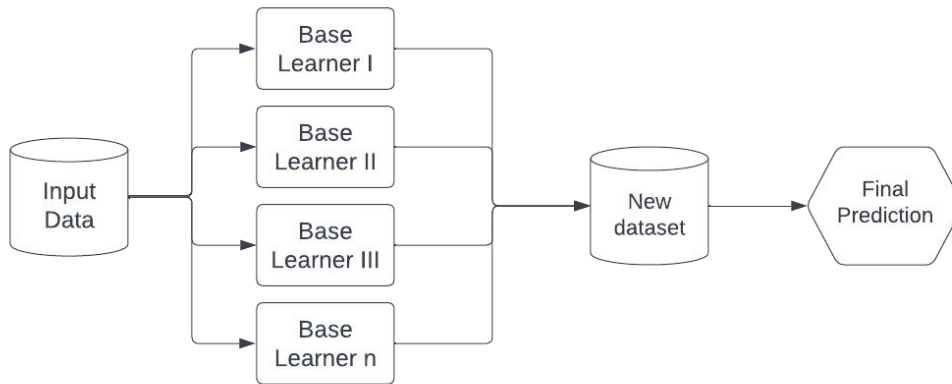 Input
Data
Base
Learner I
Base
Learner II
Base
Learner III
Base
Learner n
New
dataset
Final
Prediction